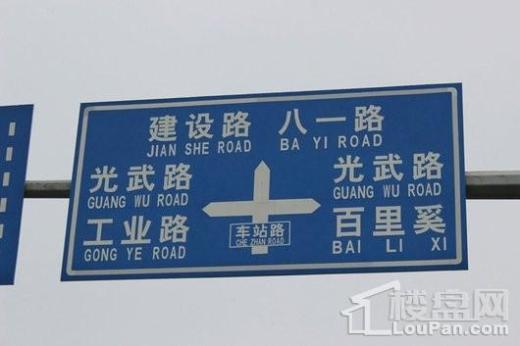 建设路 八一路
JIAN SHE ROAD BA YI ROAD
光武路 光武路
GUANG WU ROAD GUANG WU ROAD
工业路 车站路 百里奚
GONG YE ROAD CHE ZHAN ROAD BAI LI XI
楼盘网
LouPan.com